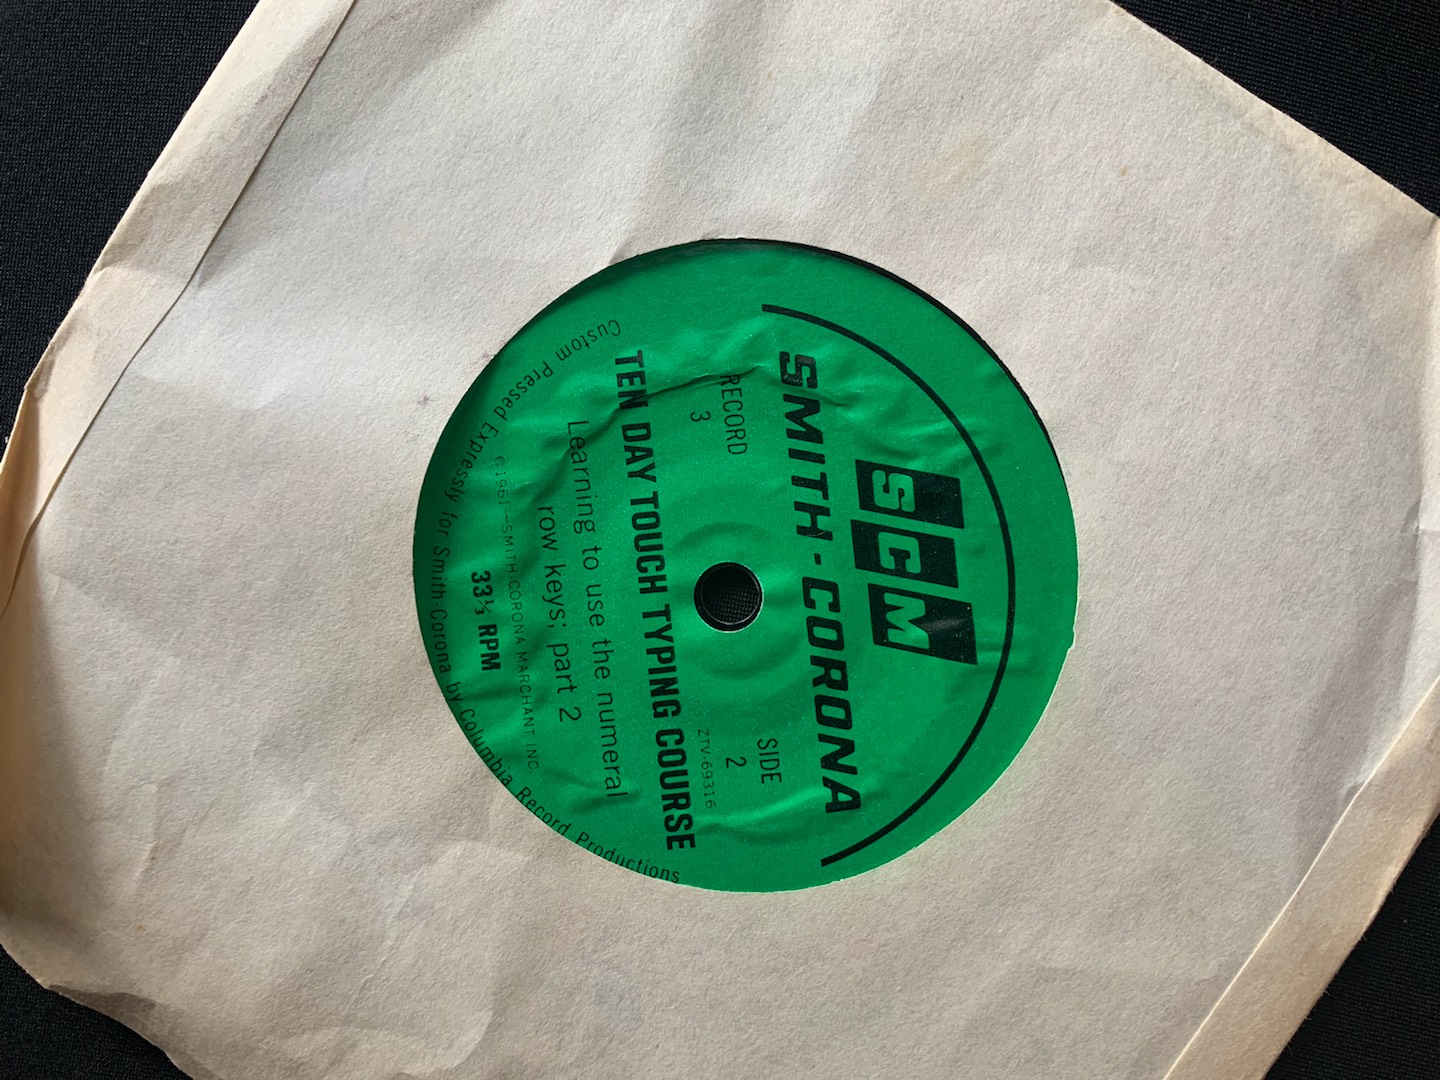 SCM
SMITH-CORONA
RECORD
3
SIDE
2
ZTV-69316
TEN DAY TOUCH TYPING COURSE
Learning to use the numeral
row keys; part 2
©1961—SMITH-CORONA MARCHANT INC.
33⅓ RPM
Custom Pressed Expressly for Smith-Corona by Columbia Record Productions